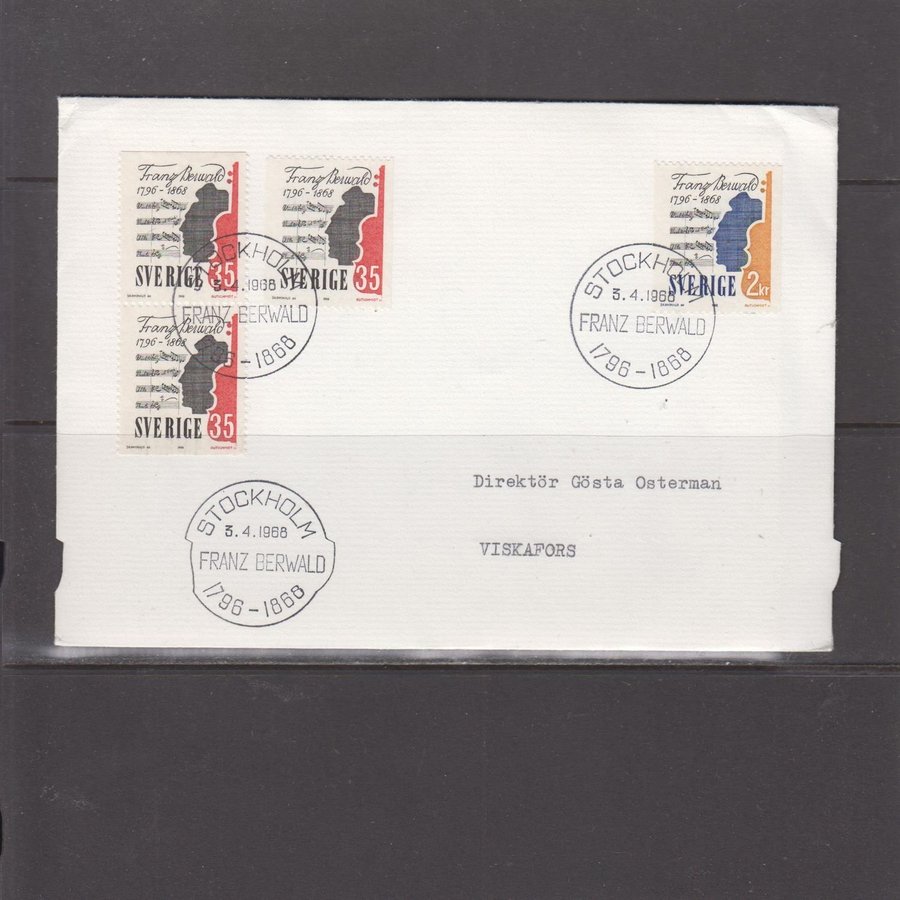 Franz Berwald
1796-1868
SVERIGE 35
Franz Berwald
1796-1868
SVERIGE 35
Franz Berwald
1796-1868
SVERIGE 2kr
Franz Berwald
1796-1868
SVERIGE 35
STOCKHOLM
3.4.1968
FRANZ BERWALD
1796-1868
STOCKHOLM
3.4.1968
FRANZ BERWALD
1796-1868
Direktör Gösta Osterman
VISKAFORS
STOCKHOLM
3.4.1968
FRANZ BERWALD
1796-1868